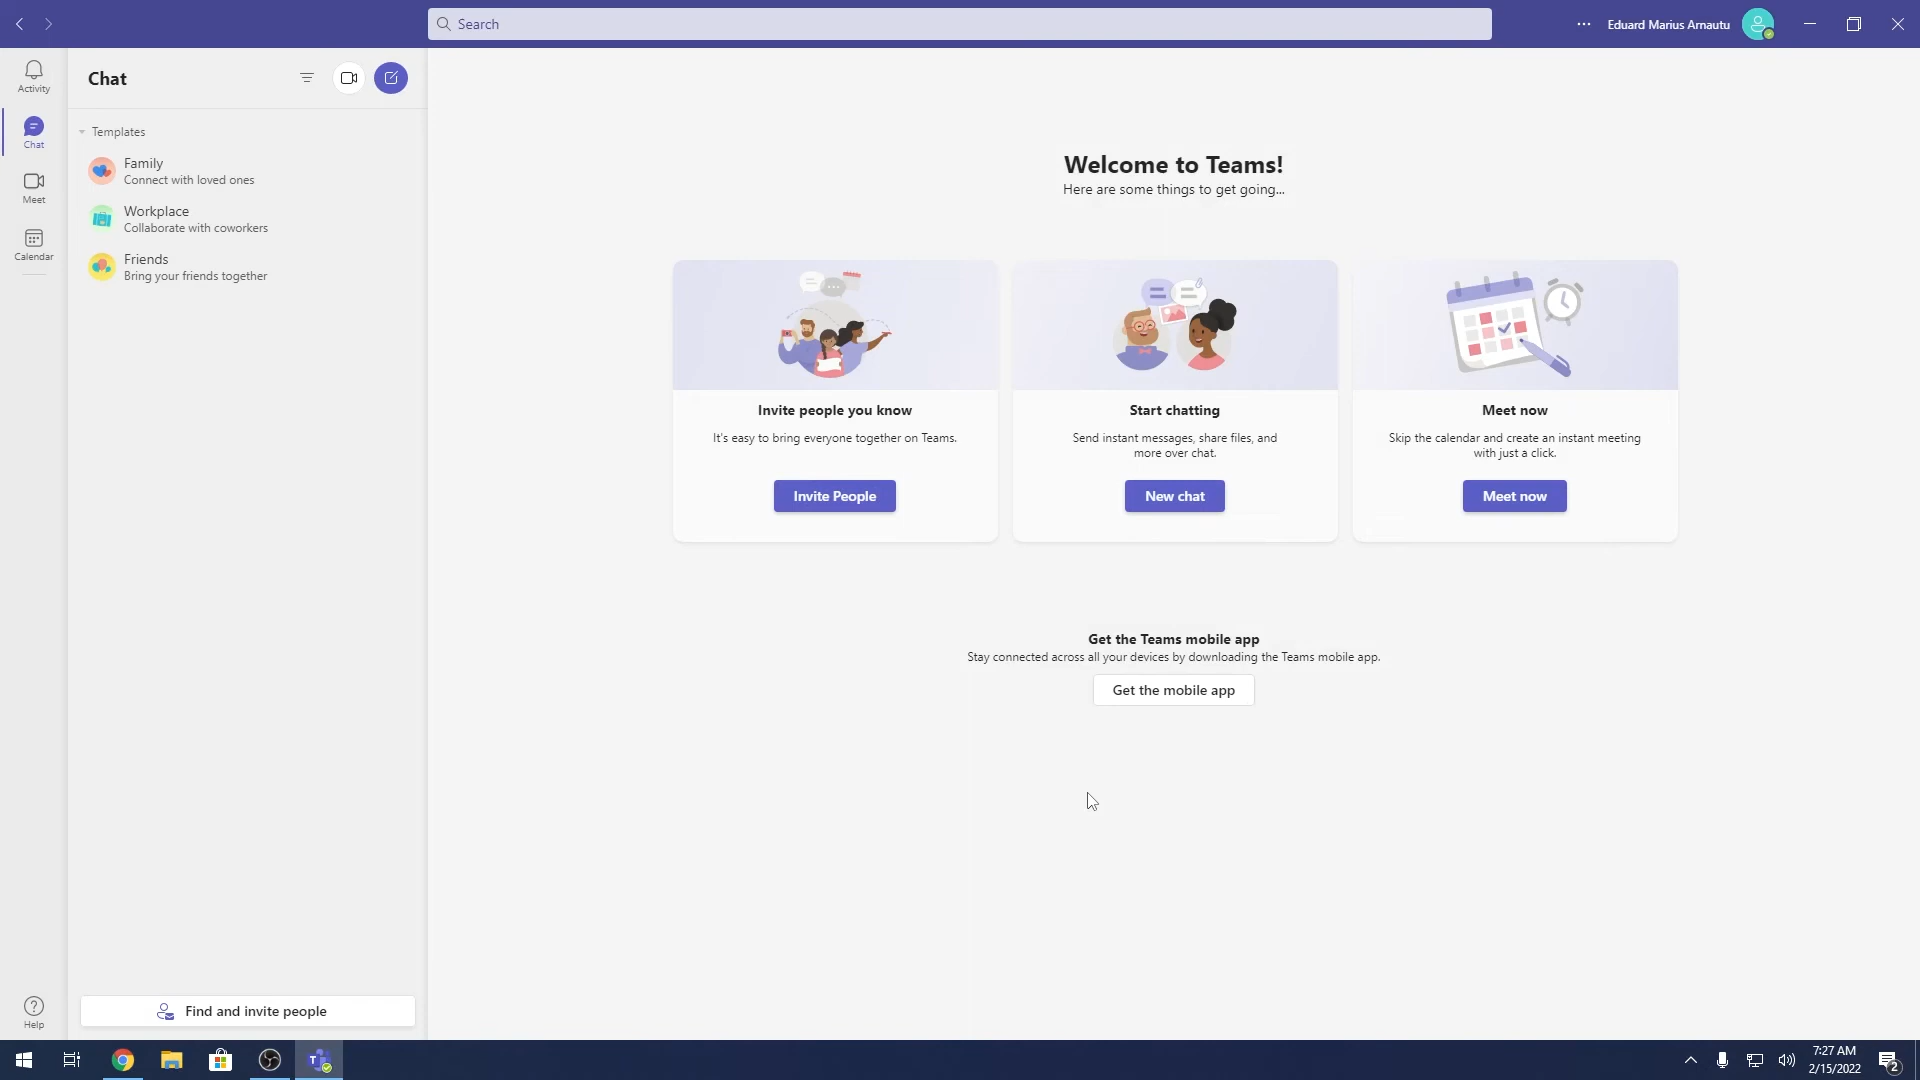 Search
Eduard Marius Arnautu
Activity
Chat
Meet
Calendar
Help
Chat
Templates
Family
Connect with loved ones
Workplace
Collaborate with coworkers
Friends
Bring your friends together
Find and invite people
Welcome to Teams!
Here are some things to get going...
Invite people you know
It's easy to bring everyone together on Teams.
Invite People
Start chatting
Send instant messages, share files, and
more over chat.
New chat
Meet now
Skip the calendar and create an instant meeting
with just a click.
Meet now
Get the Teams mobile app
Stay connected across all your devices by downloading the Teams mobile app.
Get the mobile app
T
7:27 AM
2/15/2022
2